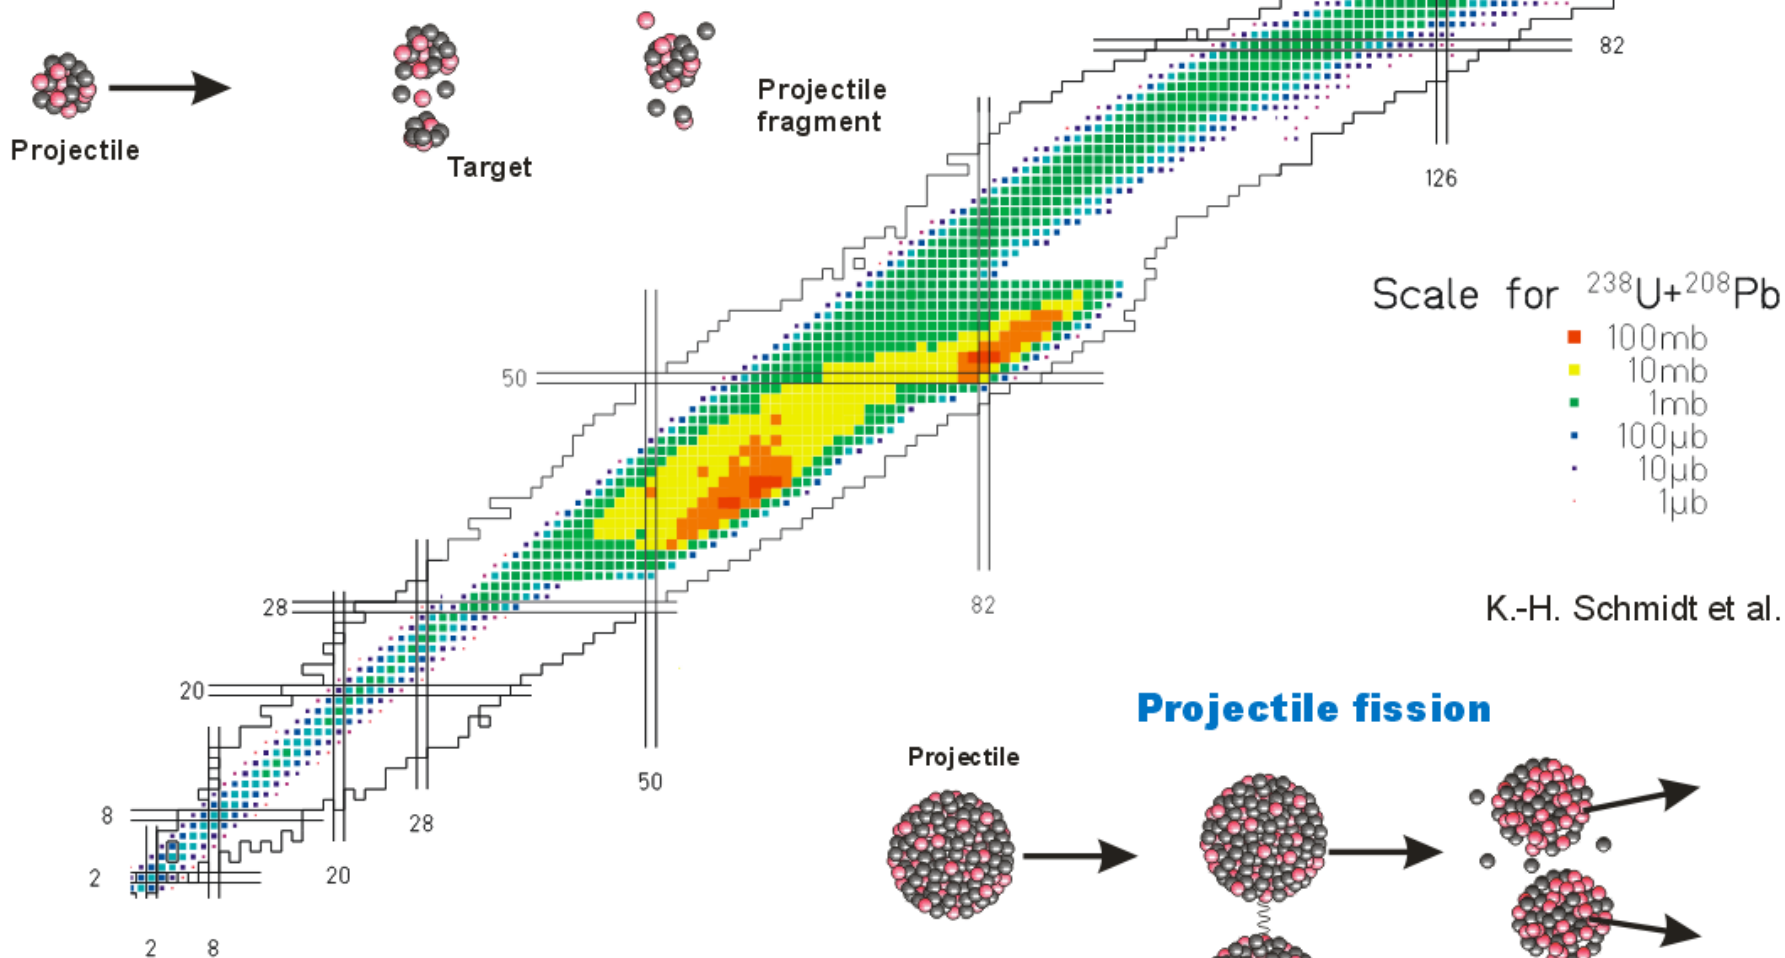 82
Projectile
fragment
Projectile
Target
126
Scale for ²³⁸U+²⁰⁸Pb
100mb
10mb
1mb
100µb
10µb
1µb
50
28
82
K.-H. Schmidt et al.
20
Projectile fission
Projectile
50
8
28
2
20
2 8